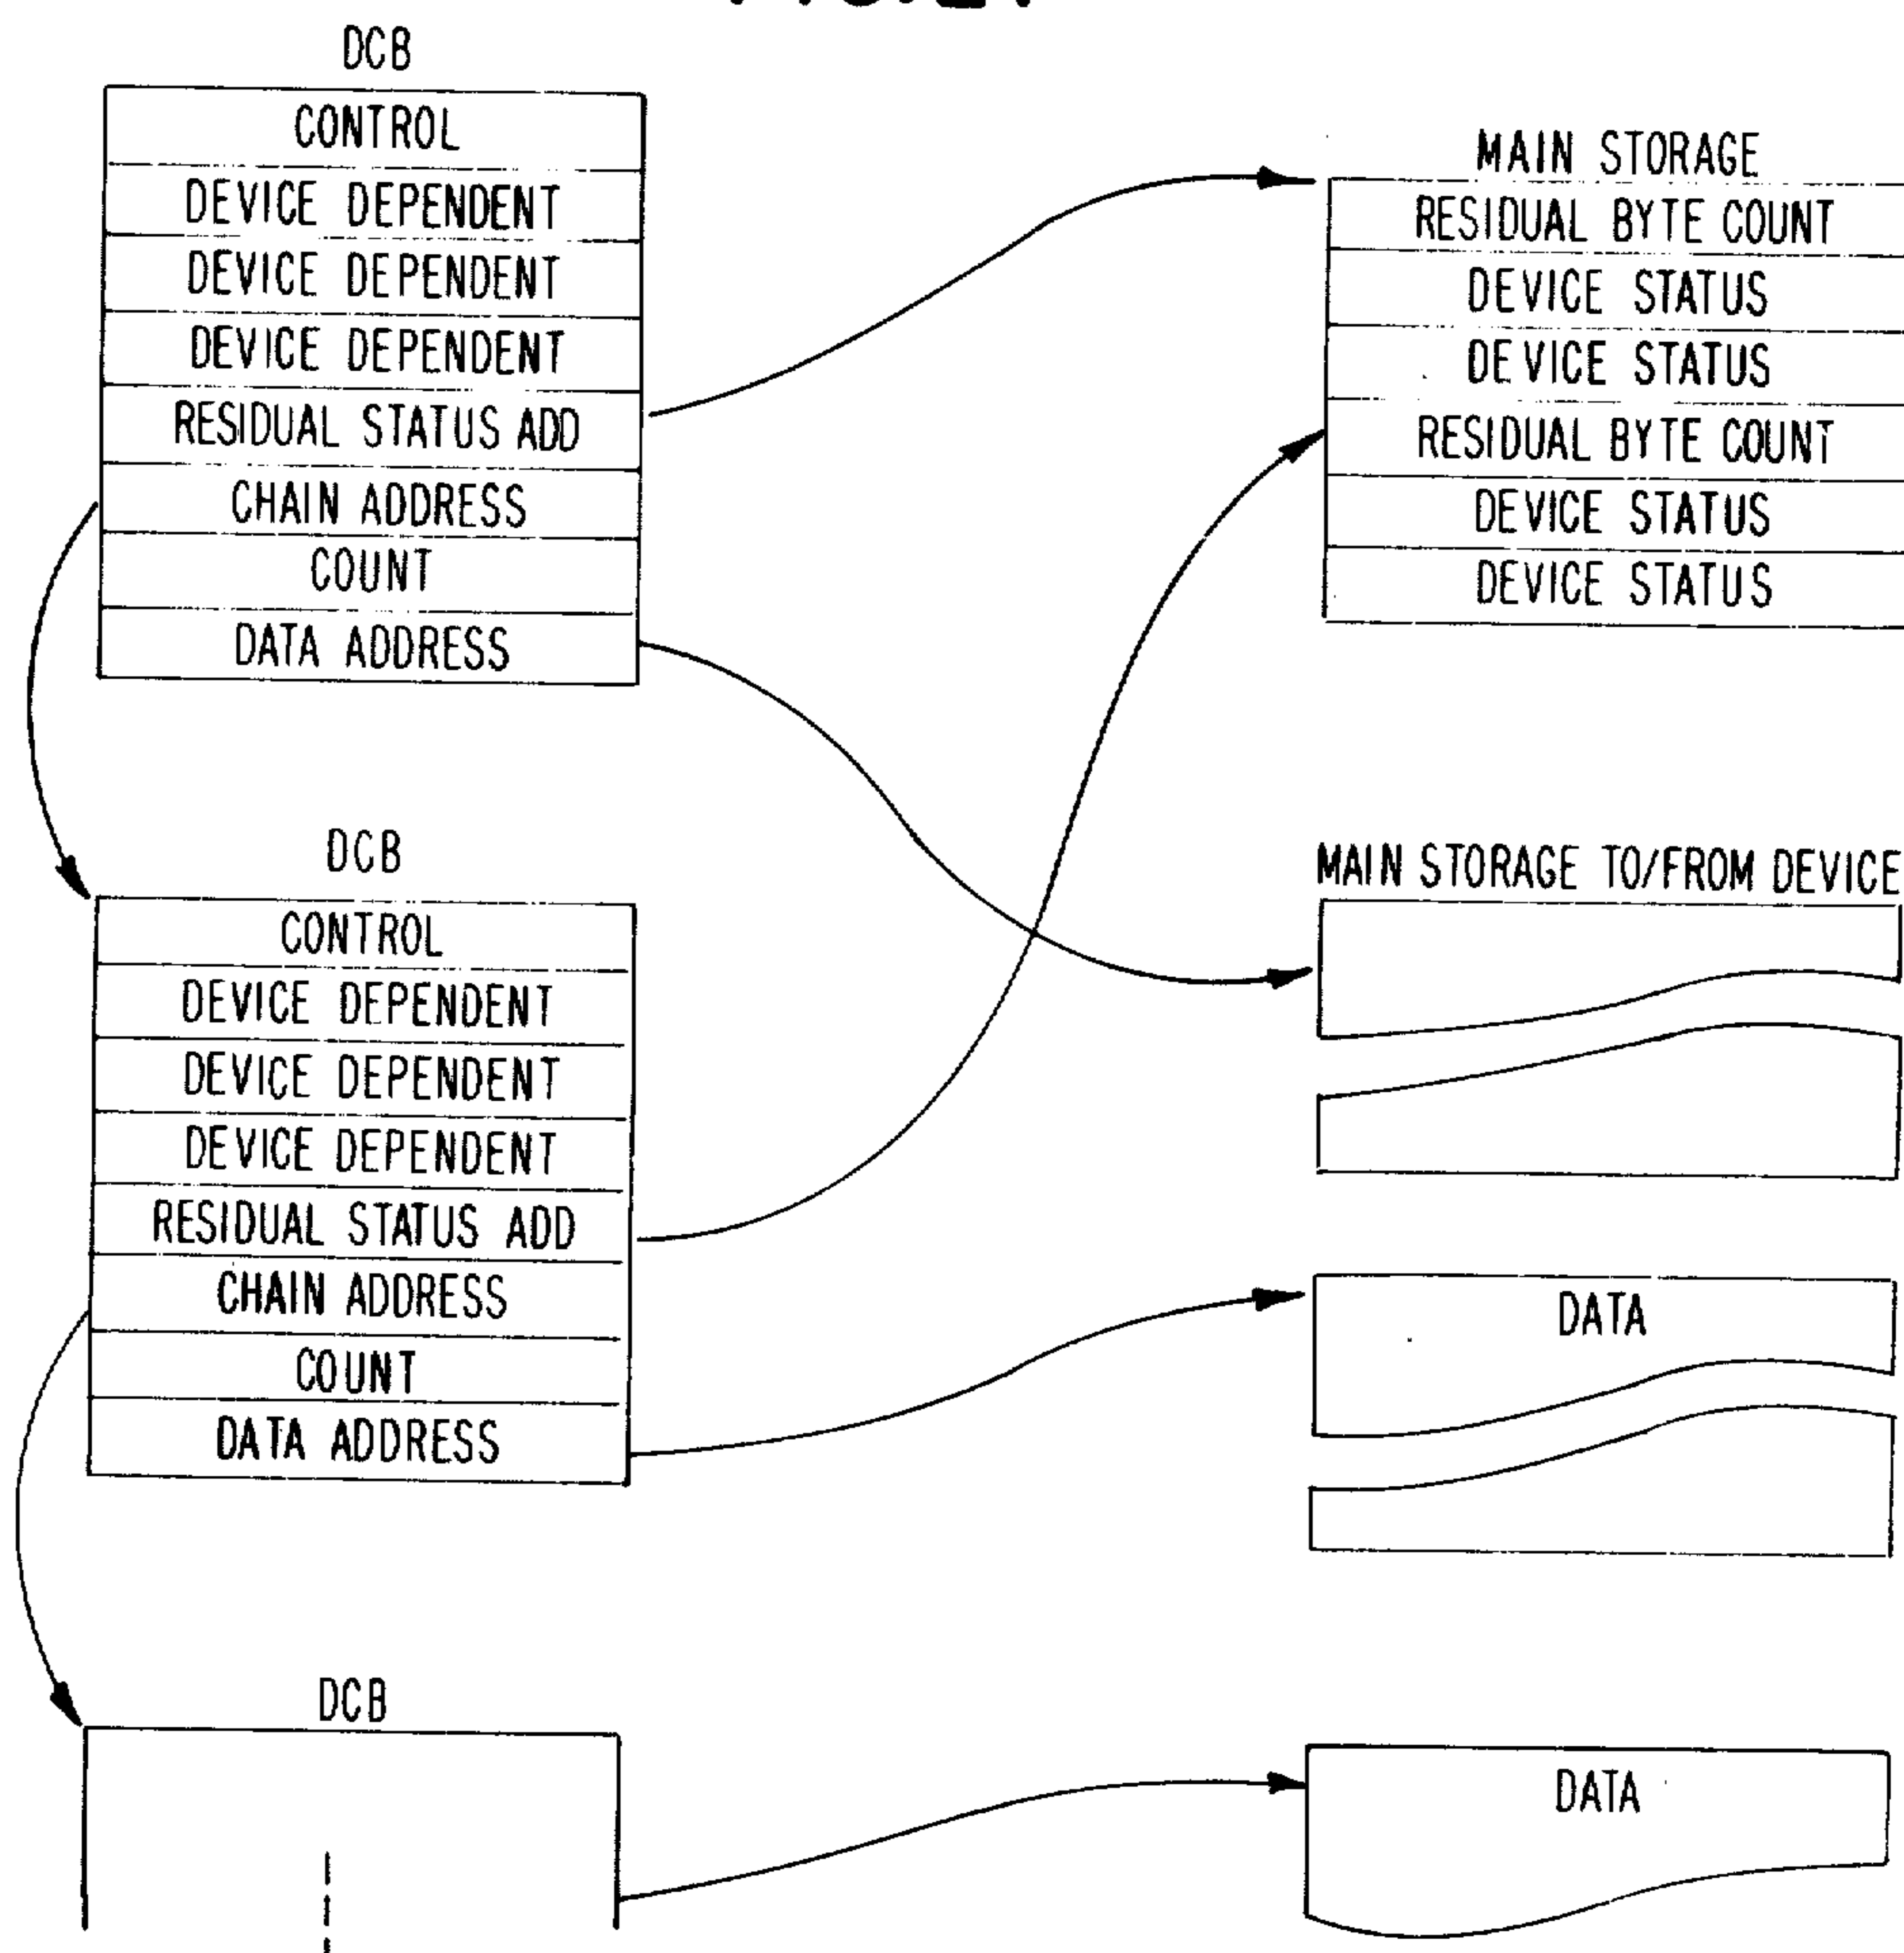 DCB
CONTROL
DEVICE DEPENDENT
DEVICE DEPENDENT
DEVICE DEPENDENT
RESIDUAL STATUS ADD
CHAIN ADDRESS
COUNT
DATA ADDRESS
MAIN STORAGE
RESIDUAL BYTE COUNT
DEVICE STATUS
DEVICE STATUS
RESIDUAL BYTE COUNT
DEVICE STATUS
DEVICE STATUS
DCB
CONTROL
DEVICE DEPENDENT
DEVICE DEPENDENT
DEVICE DEPENDENT
RESIDUAL STATUS ADD
CHAIN ADDRESS
COUNT
DATA ADDRESS
MAIN STORAGE TO/FROM DEVICE
DATA
DCB
DATA